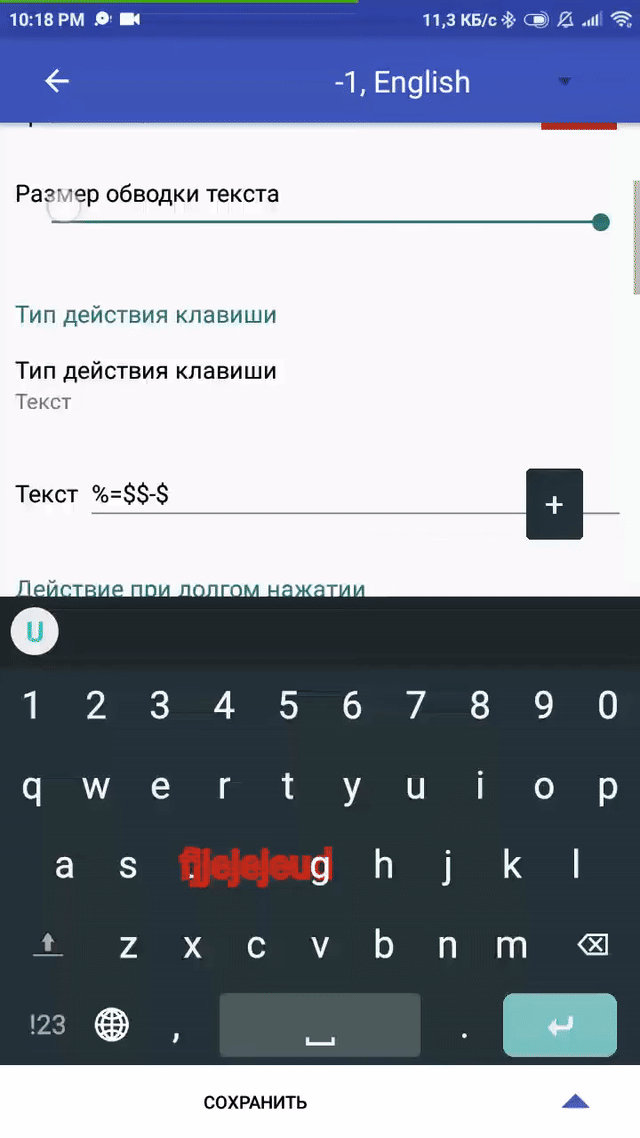 10:18 PM 11,3 КБ/с
-1, English
Размер обводки текста
Тип действия клавиши
Тип действия клавиши
Текст
Текст %=$$-$ +
Действие при долгом нажатии
U
1 2 3 4 5 6 7 8 9 0
q w e r t y u i o p
a s g h j k l
z x c v b n m
!23 , .
СОХРАНИТЬ